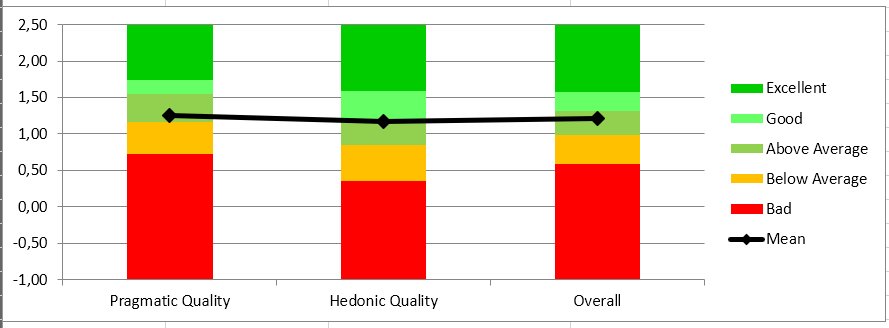 2,50
2,00
1,50
1,00
0,50
0,00
-0,50
-1,00
Pragmatic Quality
Hedonic Quality
Overall
Excellent
Good
Above Average
Below Average
Bad
Mean